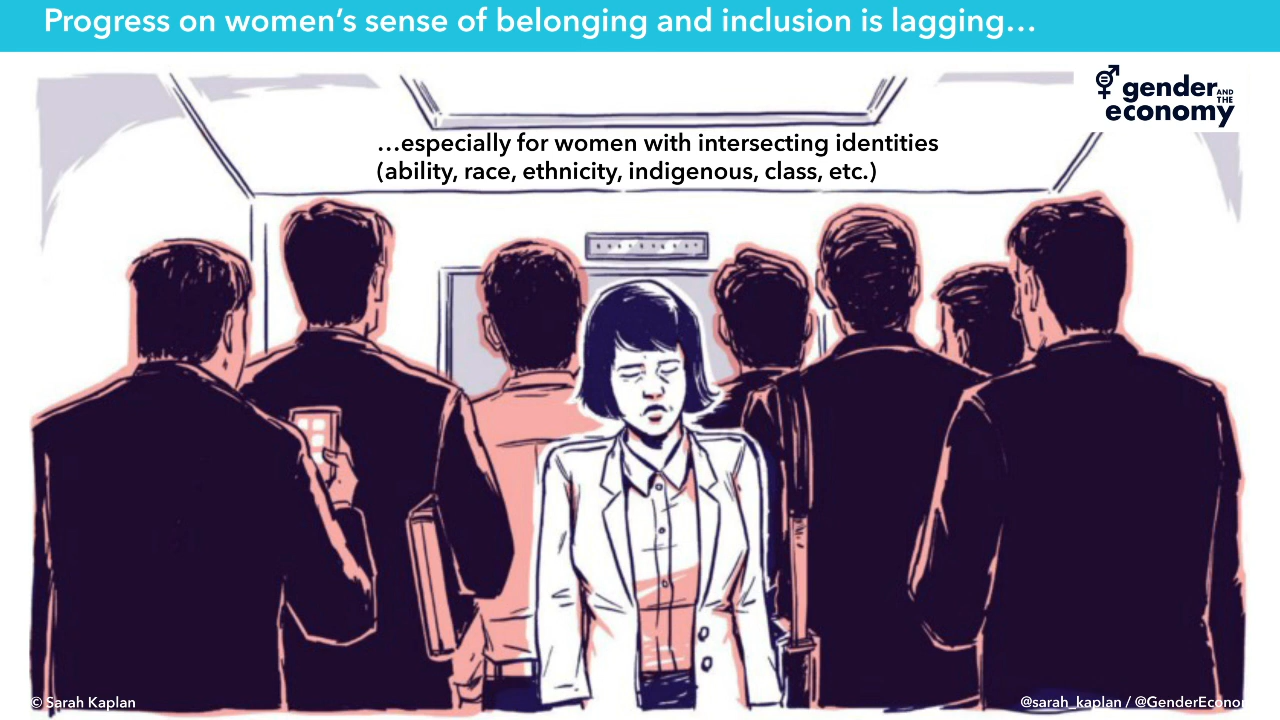 Progress on women's sense of belonging and inclusion is lagging…
gender AND THE
economy
…especially for women with intersecting identities
(ability, race, ethnicity, indigenous, class, etc.)
© Sarah Kaplan
@sarah_kaplan / @GenderEconor